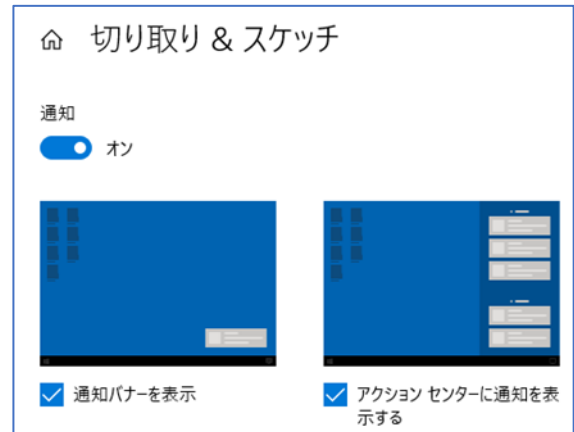 切り取り & スケッチ
通知
オン
通知バナーを表示
アクション センターに通知を表
示する